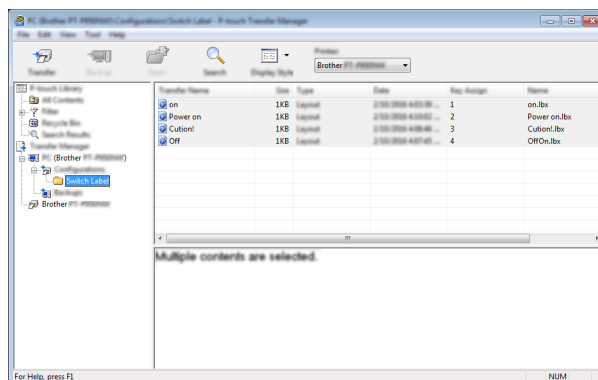 PC (Brother PT-P950NW)\Configurations\Switch Label - P-touch Transfer Manager
File Edit View Tool Help
Transfer Backup Open Search Display Style
Printer:
Brother
P-touch Library
All Contents
Filter
Recycle Bin
Search Results
Transfer Manager
PC (Brother
Configurations
Switch Label
Backups
Brother
Transfer Name Size Type Date Key Assign Name
on 1KB Layout 1 on.lbx
Power on 1KB Layout 2 Power on.lbx
Cution! 1KB Layout 3 Cution!.lbx
Off 1KB Layout 4 OffOn.lbx
Multiple contents are selected.
For Help, press F1 NUM